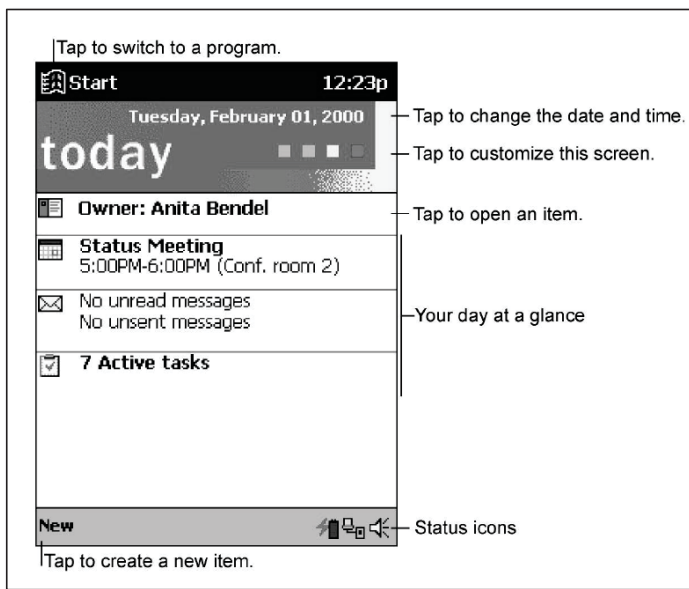 Tap to switch to a program.
Start 12:23p
Tuesday, February 01, 2000
Tap to change the date and time.
today
Tap to customize this screen.
Owner: Anita Bendel
Tap to open an item.
Status Meeting
5:00PM-6:00PM (Conf. room 2)
No unread messages
No unsent messages
Your day at a glance
7 Active tasks
New
Status icons
Tap to create a new item.